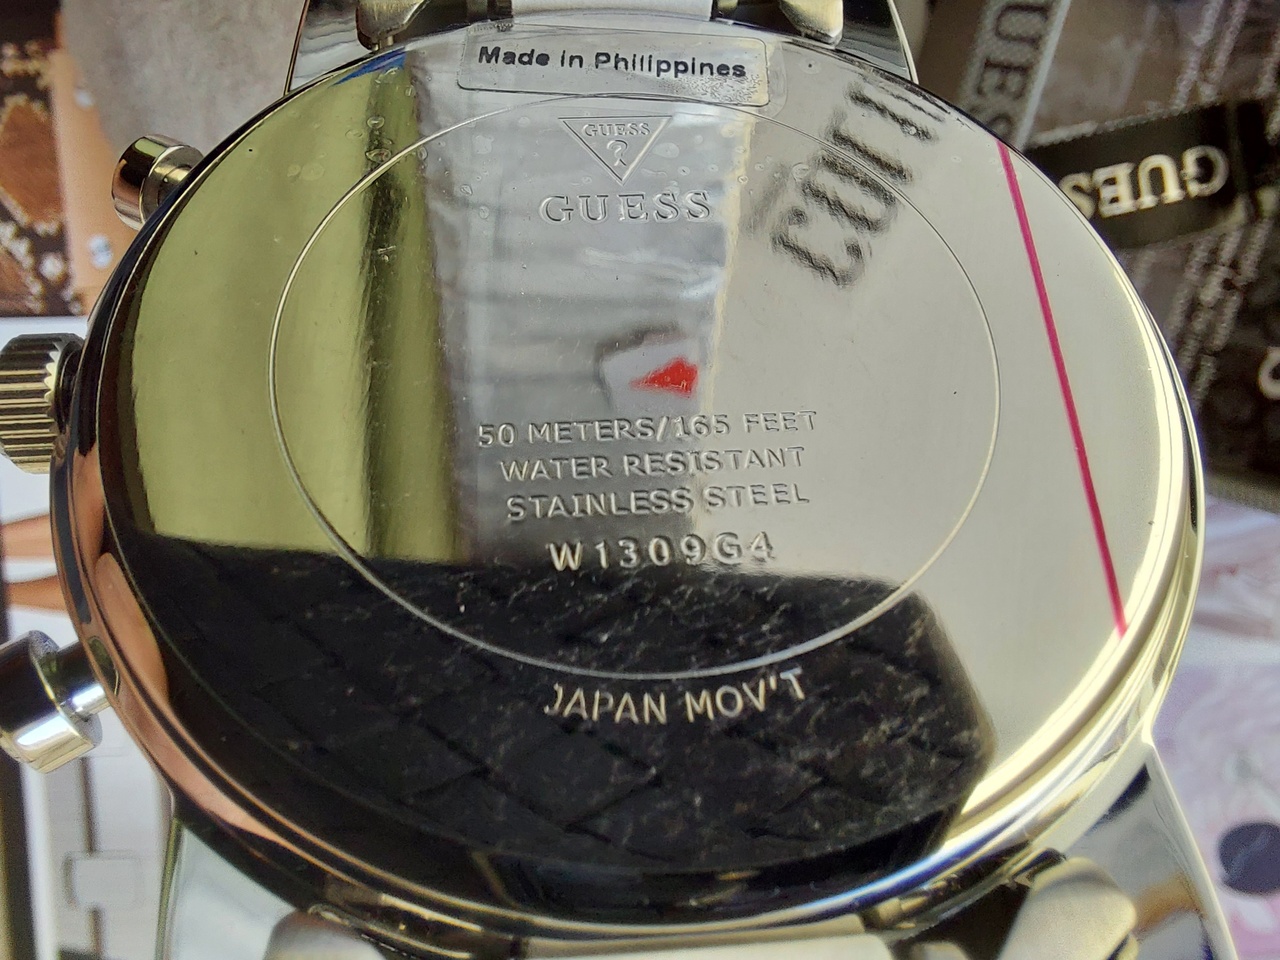 Made in Philippines
GUESS
?
GUESS
50 METERS/165 FEET
WATER RESISTANT
STAINLESS STEEL
W1309G4
JAPAN MOV'T
GUESS